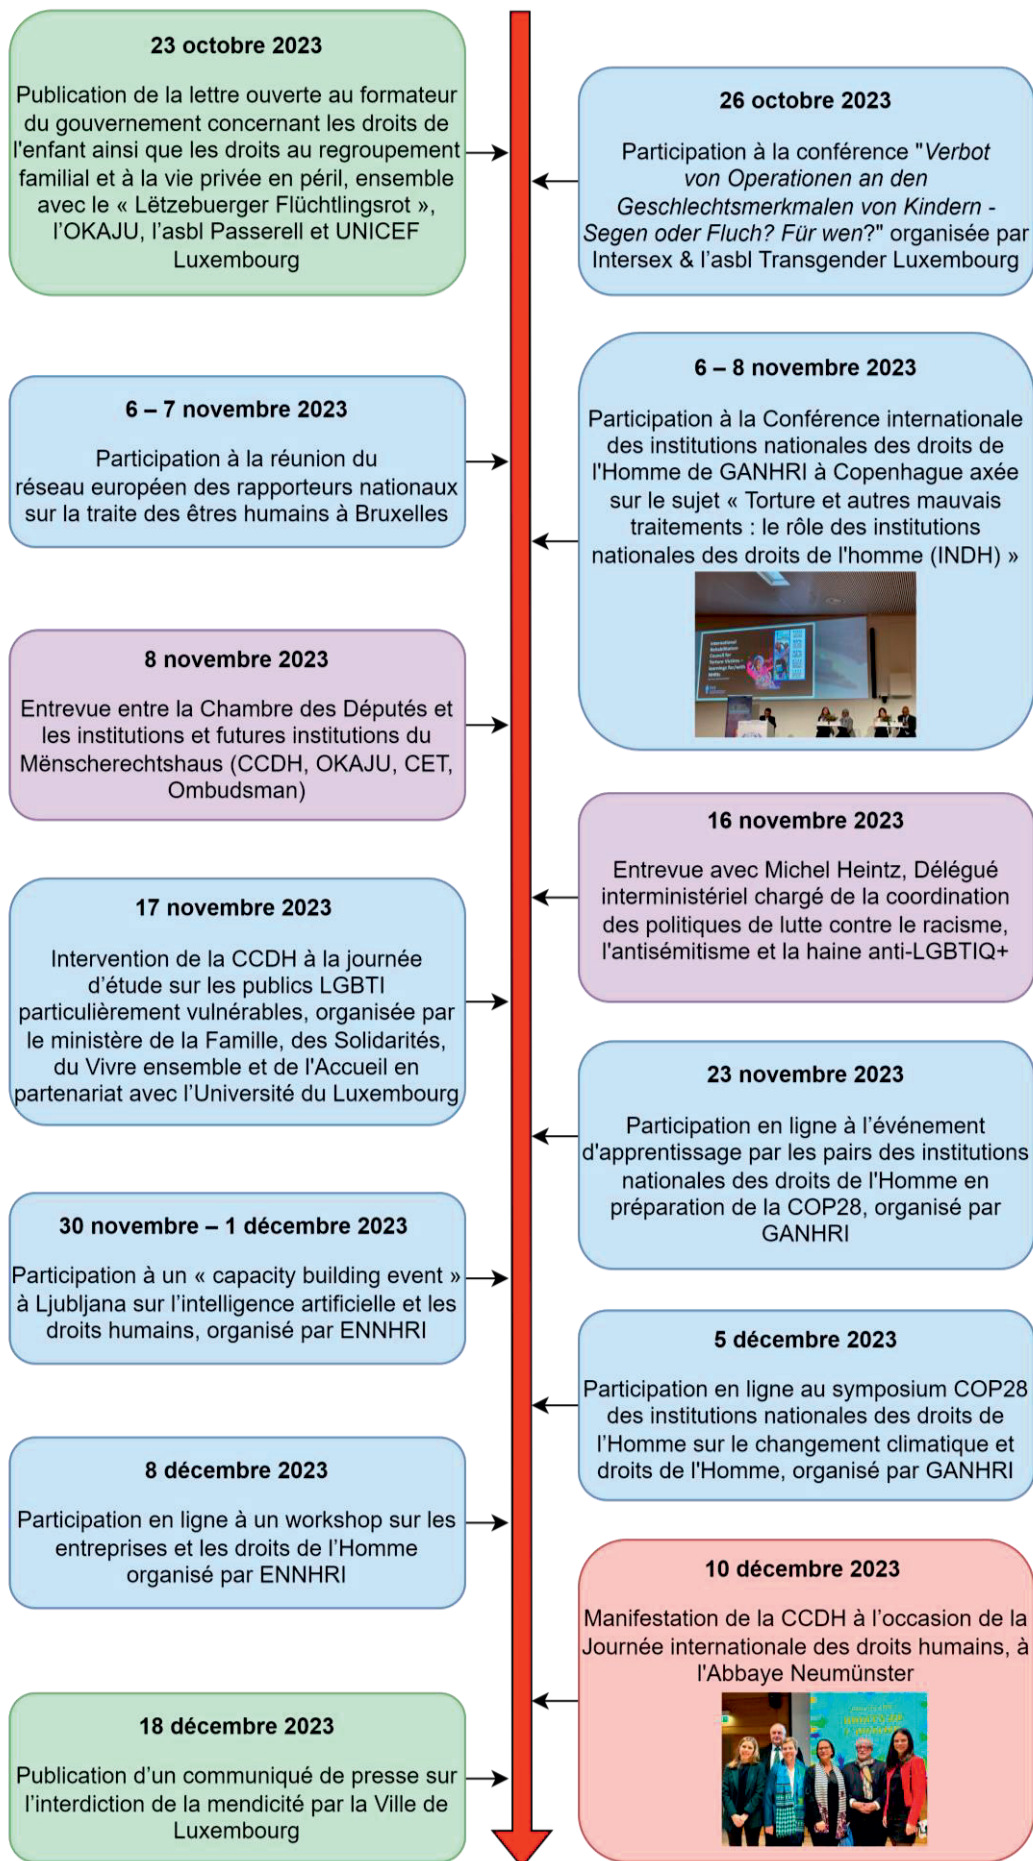 23 octobre 2023
Publication de la lettre ouverte au formateur
du gouvernement concernant les droits de
l'enfant ainsi que les droits au regroupement
familial et à la vie privée en péril, ensemble
avec le « Lëtzebuerger Flüchtlingsrot »,
l'OKAJU, l'asbl Passerell et UNICEF
Luxembourg
26 octobre 2023
Participation à la conférence "Verbot
von Operationen an den
Geschlechtsmerkmalen von Kindern -
Segen oder Fluch? Für wen?" organisée par
Intersex & l'asbl Transgender Luxembourg
6 – 7 novembre 2023
Participation à la réunion du
réseau européen des rapporteurs nationaux
sur la traite des êtres humains à Bruxelles
6 – 8 novembre 2023
Participation à la Conférence internationale
des institutions nationales des droits de
l'Homme de GANHRI à Copenhague axée
sur le sujet « Torture et autres mauvais
traitements : le rôle des institutions
nationales des droits de l'homme (INDH) »
International
Rehabilitation
Council for
Torture Victims
8 novembre 2023
Entrevue entre la Chambre des Députés et
les institutions et futures institutions du
Mënscherechtshaus (CCDH, OKAJU, CET,
Ombudsman)
16 novembre 2023
Entrevue avec Michel Heintz, Délégué
interministériel chargé de la coordination
des politiques de lutte contre le racisme,
l'antisémitisme et la haine anti-LGBTIQ+
17 novembre 2023
Intervention de la CCDH à la journée
d'étude sur les publics LGBTI
particulièrement vulnérables, organisée par
le ministère de la Famille, des Solidarités,
du Vivre ensemble et de l'Accueil en
partenariat avec l'Université du Luxembourg
23 novembre 2023
Participation en ligne à l'événement
d'apprentissage par les pairs des institutions
nationales des droits de l'Homme en
préparation de la COP28, organisé par
GANHRI
30 novembre – 1 décembre 2023
Participation à un « capacity building event »
à Ljubljana sur l'intelligence artificielle et les
droits humains, organisé par ENNHRI
5 décembre 2023
Participation en ligne au symposium COP28
des institutions nationales des droits de
l'Homme sur le changement climatique et
droits de l'Homme, organisé par GANHRI
8 décembre 2023
Participation en ligne à un workshop sur les
entreprises et les droits de l'Homme
organisé par ENNHRI
10 décembre 2023
Manifestation de la CCDH à l'occasion de la
Journée internationale des droits humains, à
l'Abbaye Neumünster
18 décembre 2023
Publication d'un communiqué de presse sur
l'interdiction de la mendicité par la Ville de
Luxembourg